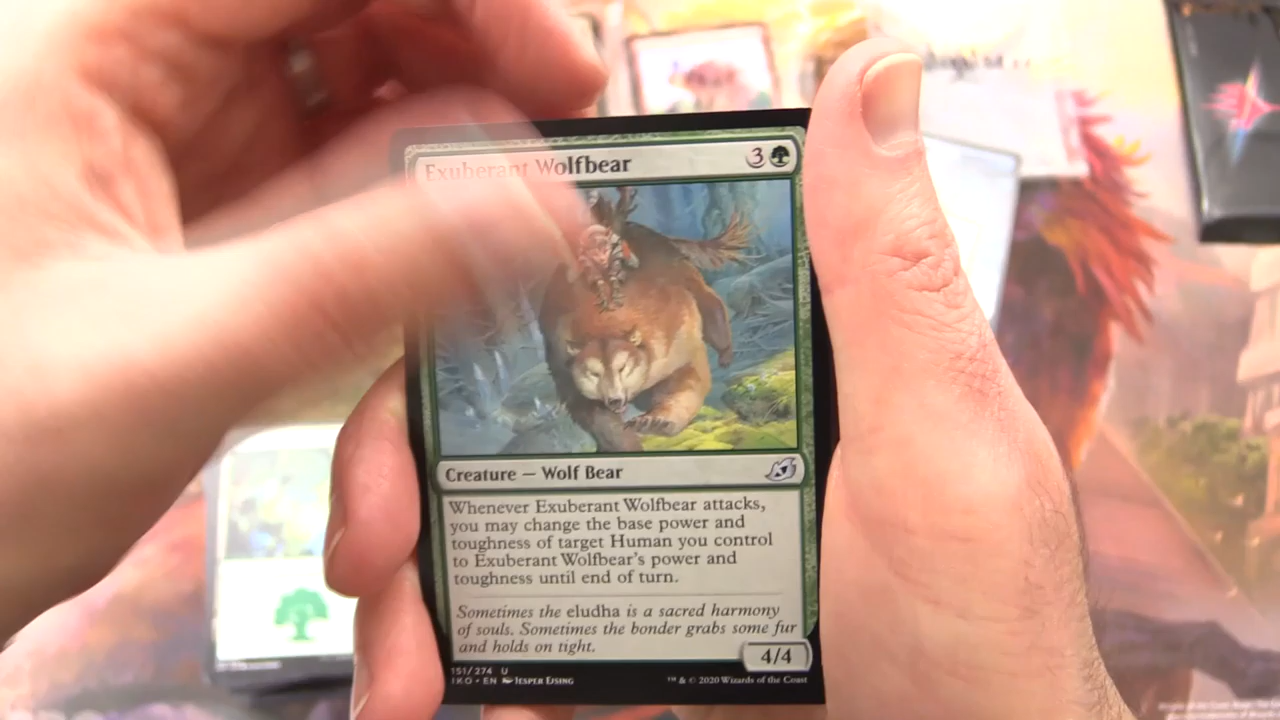 Exuberant Wolfbear 3
Creature — Wolf Bear
Whenever Exuberant Wolfbear attacks,
you may change the base power and
toughness of target Human you control
to Exuberant Wolfbear's power and
toughness until end of turn.
Sometimes the eludha is a sacred harmony
of souls. Sometimes the bonder grabs some fur
and holds on tight.
4/4
151/274 U
IKO • EN Jesper Ejsing
™ & © 2020 Wizards of the Coast